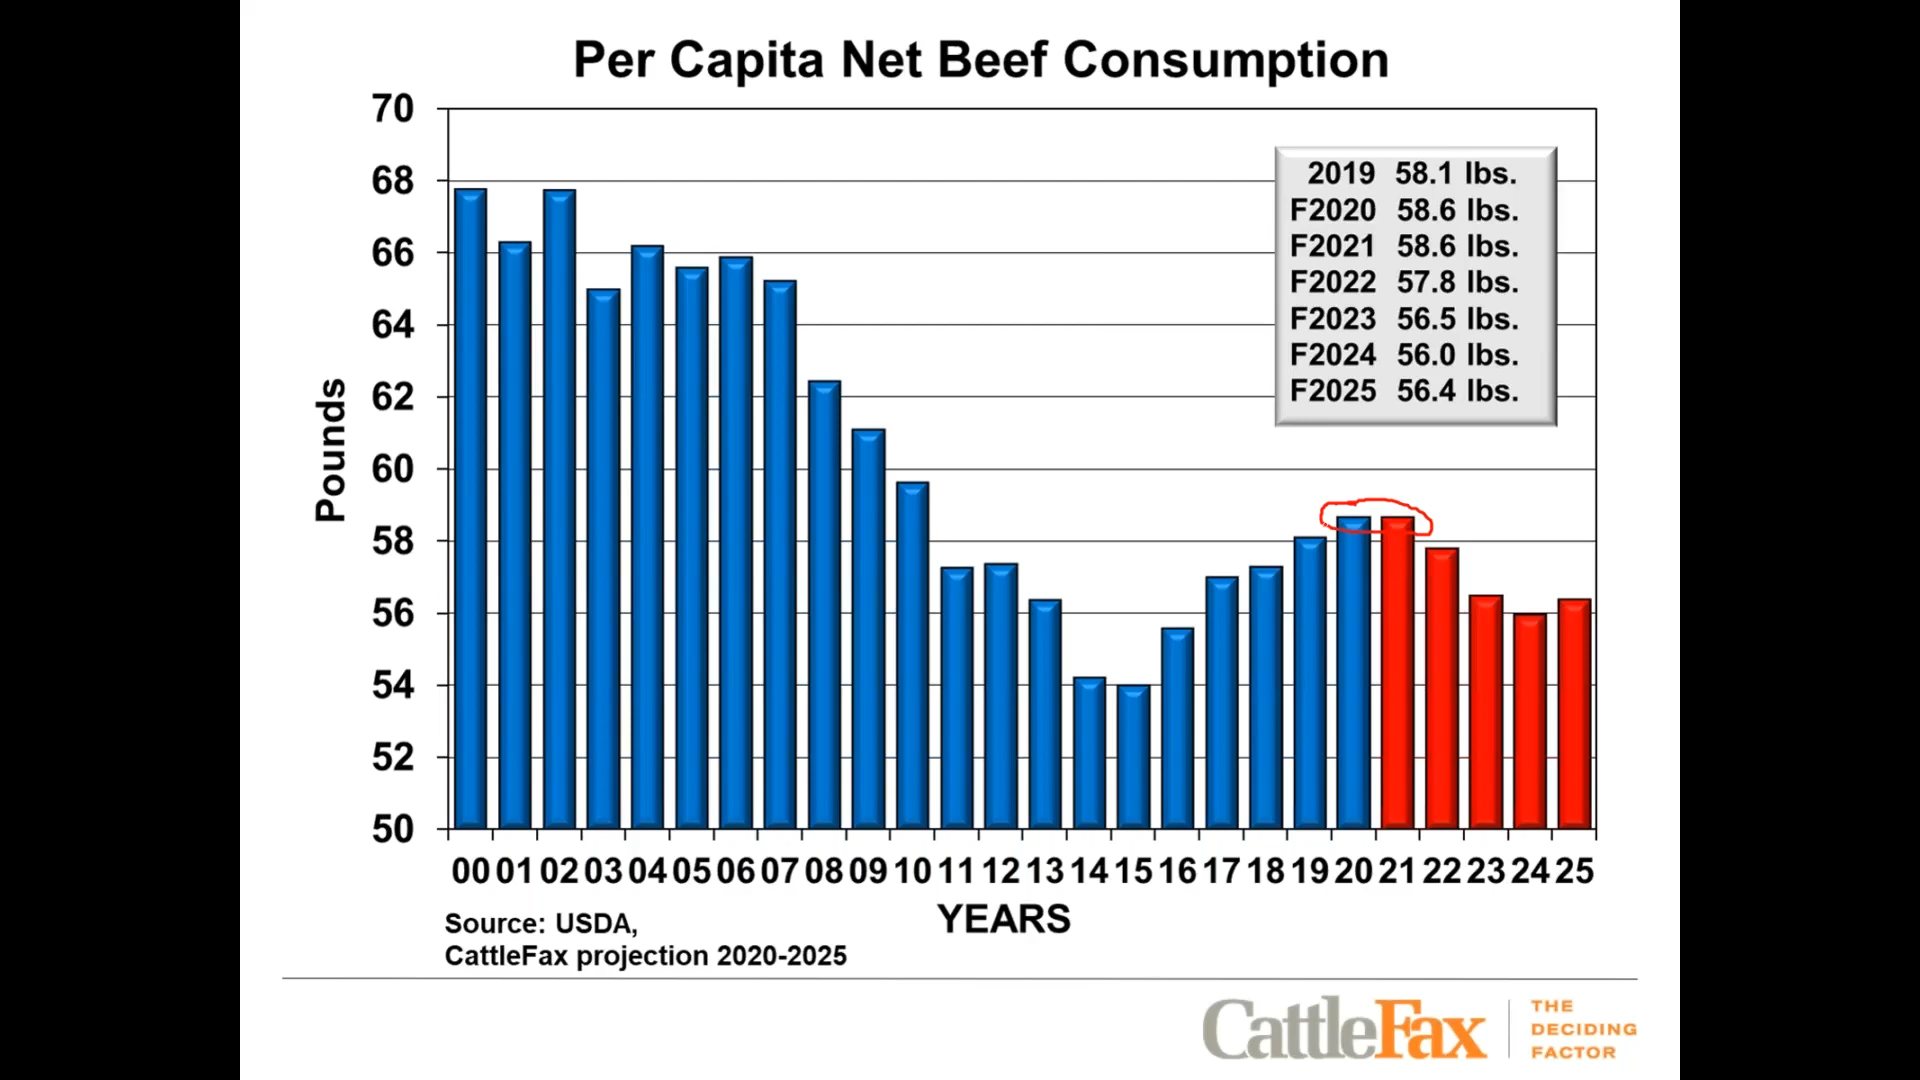 Per Capita Net Beef Consumption
70
68
66
64
62
60
58
56
54
52
50
Pounds
2019 58.1 lbs.
F2020 58.6 lbs.
F2021 58.6 lbs.
F2022 57.8 lbs.
F2023 56.5 lbs.
F2024 56.0 lbs.
F2025 56.4 lbs.
00 01 02 03 04 05 06 07 08 09 10 11 12 13 14 15 16 17 18 19 20 21 22 23 24 25
YEARS
Source: USDA,
CattleFax projection 2020-2025
CattleFax
THE
DECIDING
FACTOR